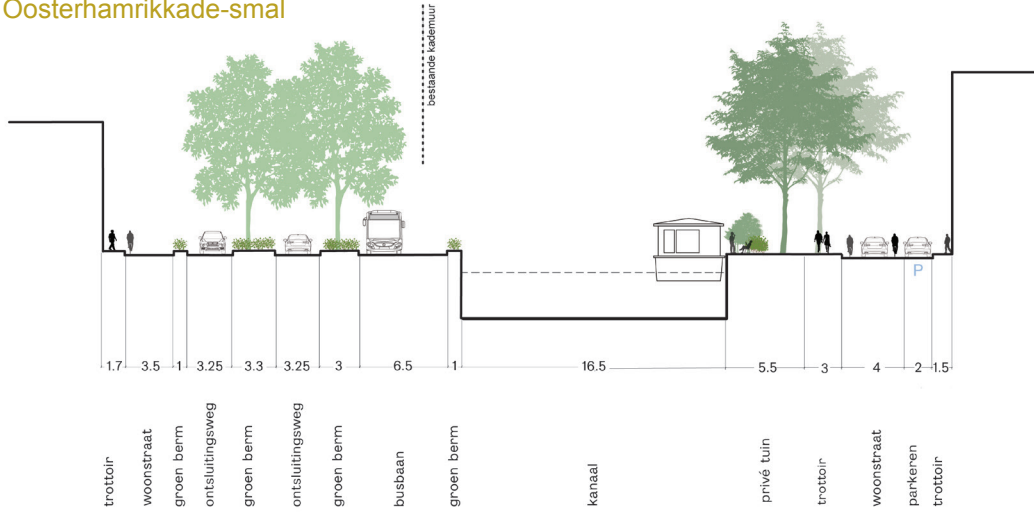 Oosterhamrikkade-smal
bestaande kademuur
P
1.7 3.5 1 3.25 3.3 3.25 3 6.5 1 16.5 5.5 3 4 2 1.5
trottoir
woonstraat
groen berm
ontsluitingsweg
groen berm
ontsluitingsweg
groen berm
busbaan
groen berm
kanaal
privé tuin
trottoir
woonstraat
parkeren
trottoir